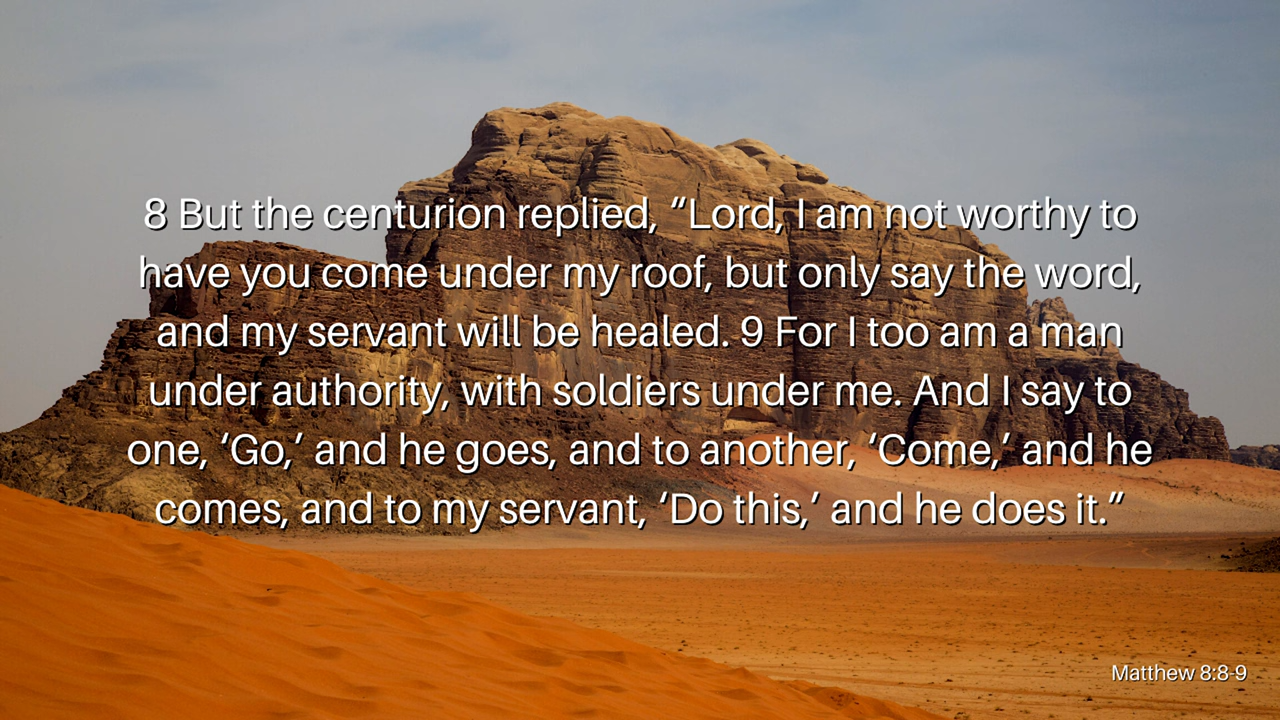 8 But the centurion replied, “Lord, I am not worthy to
have you come under my roof, but only say the word,
and my servant will be healed. 9 For I too am a man
under authority, with soldiers under me. And I say to
one, ‘Go,’ and he goes, and to another, ‘Come,’ and he
comes, and to my servant, ‘Do this,’ and he does it.”
Matthew 8:8-9